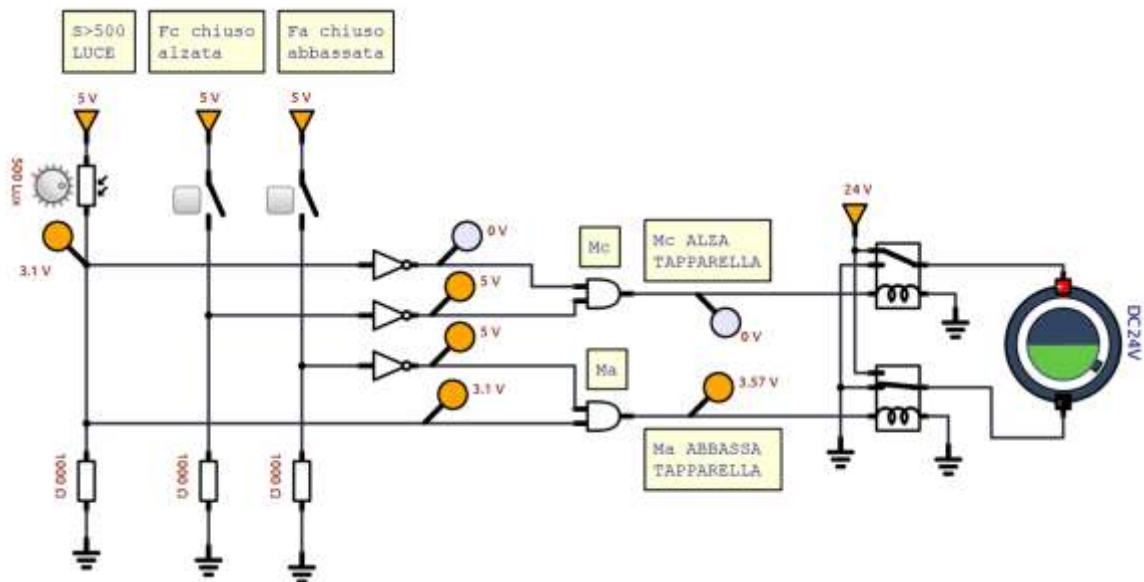 S>500
LUCE
Fc chiuso
alzata
Fa chiuso
abbassata
5 V
5 V
5 V
500 Lux
3.1 V
0 V
5 V
5 V
3.1 V
Mc
Mc ALZA
TAPPARELLA
0 V
Ma
3.57 V
Ma ABBASSA
TAPPARELLA
24 V
DC24V
1000 Ω
1000 Ω
1000 Ω